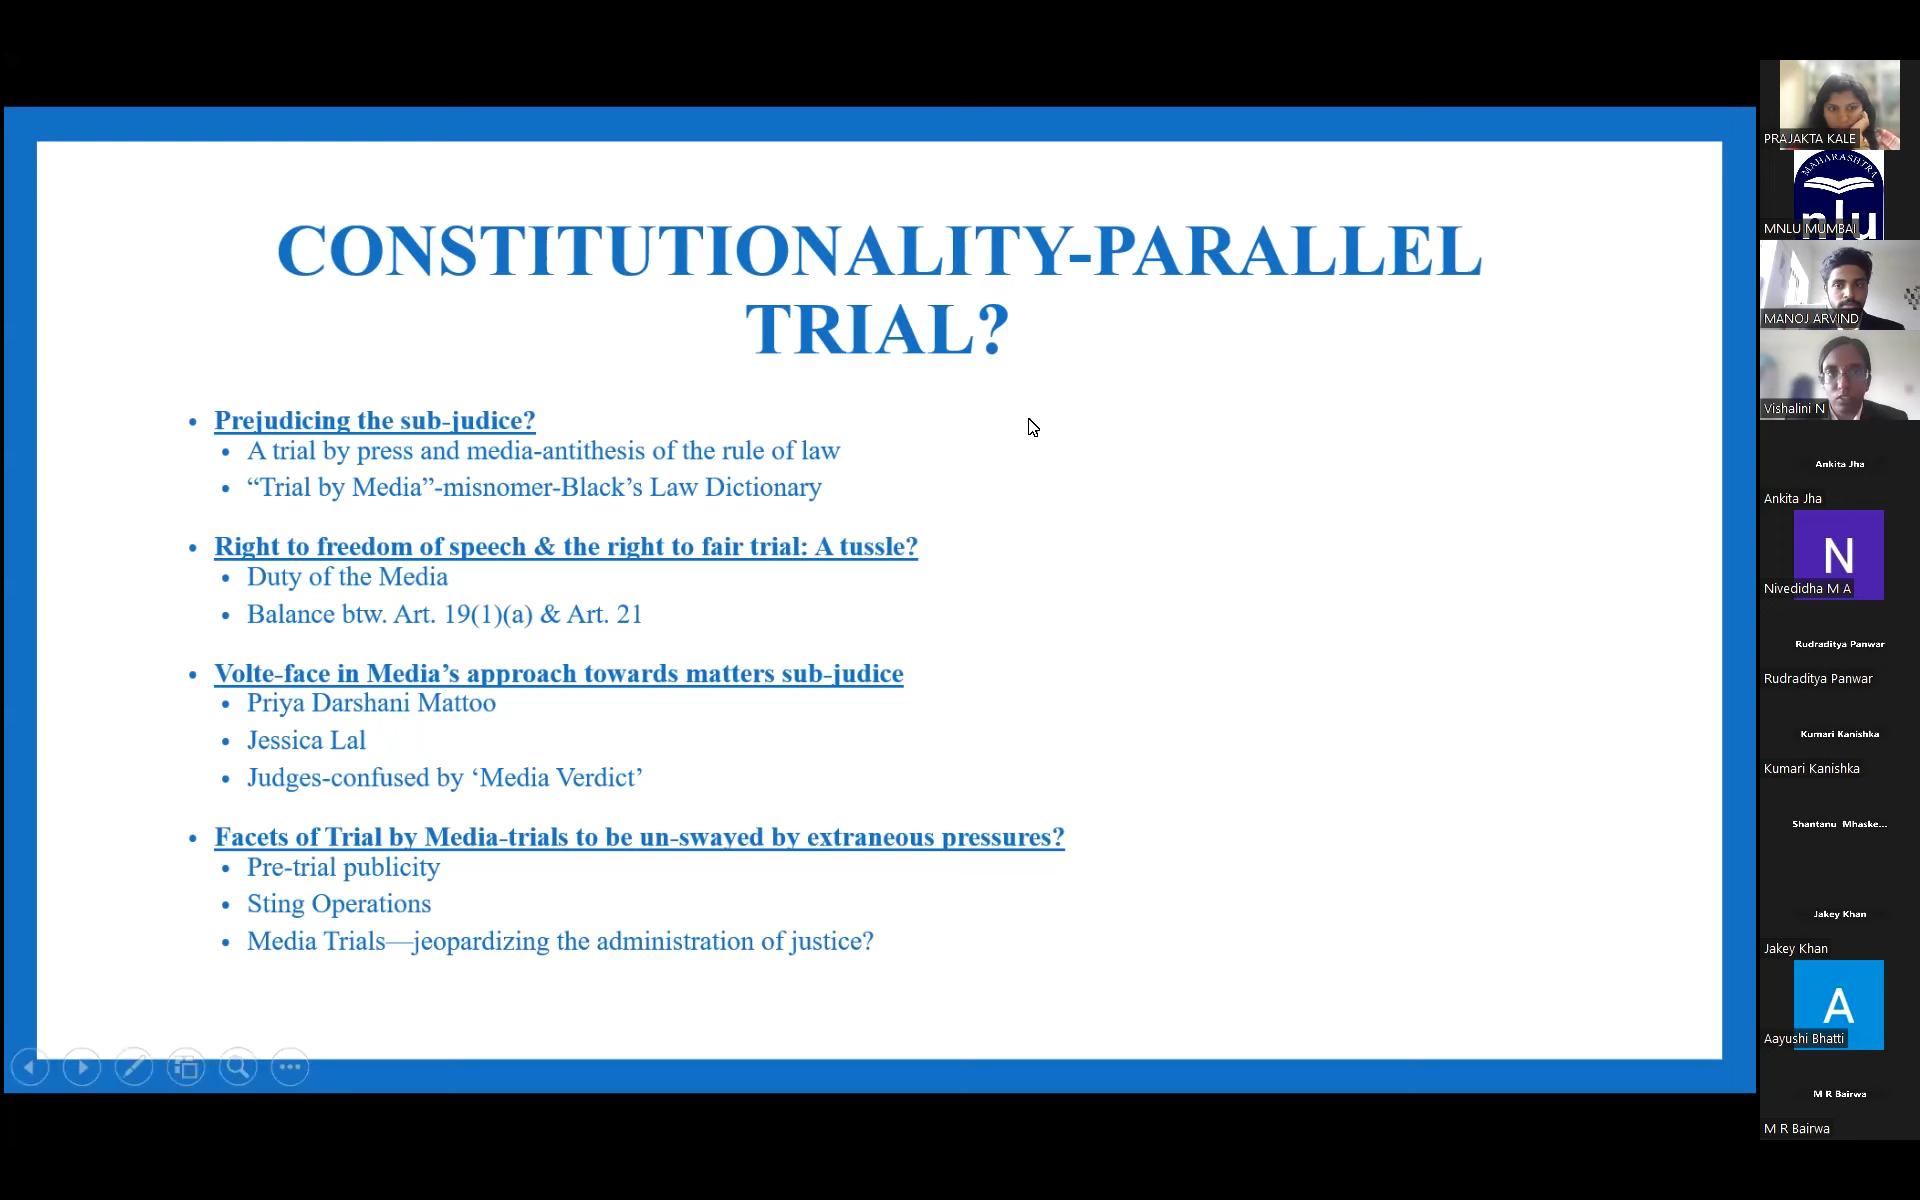 CONSTITUTIONALITY-PARALLEL
TRIAL?
• Prejudicing the sub-judice?
• A trial by press and media-antithesis of the rule of law
• “Trial by Media”-misnomer-Black’s Law Dictionary
• Right to freedom of speech & the right to fair trial: A tussle?
• Duty of the Media
• Balance btw. Art. 19(1)(a) & Art. 21
• Volte-face in Media’s approach towards matters sub-judice
• Priya Darshani Mattoo
• Jessica Lal
• Judges-confused by ‘Media Verdict’
• Facets of Trial by Media-trials to be un-swayed by extraneous pressures?
• Pre-trial publicity
• Sting Operations
• Media Trials—jeopardizing the administration of justice?
PRAJAKTA KALE
MAHARASHTRA
nlu
MNLU MUMBAI
MANOJ ARVIND
Vishalini N
Ankita Jha
Ankita Jha
N
Nivedidha M A
Rudraditya Panwar
Rudraditya Panwar
Kumari Kanishka
Kumari Kanishka
Shantanu Mhaske...
Jakey Khan
Jakey Khan
A
Aayushi Bhatti
M R Bairwa
M R Bairwa